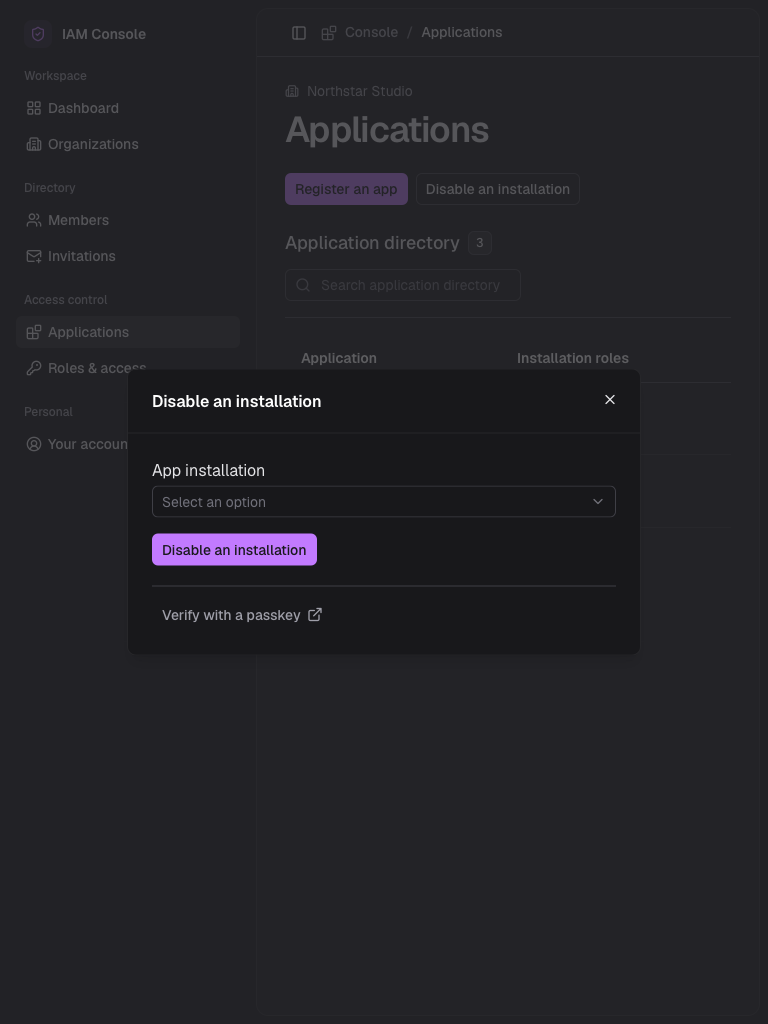 IAM Console
Workspace
Dashboard
Organizations
Directory
Members
Invitations
Access control
Applications
Roles & access
Personal
Your accoun
Console / Applications
Northstar Studio
Applications
Register an app
Disable an installation
Application directory 3
Search application directory
Application Installation roles
Disable an installation
App installation
Select an option
Disable an installation
Verify with a passkey